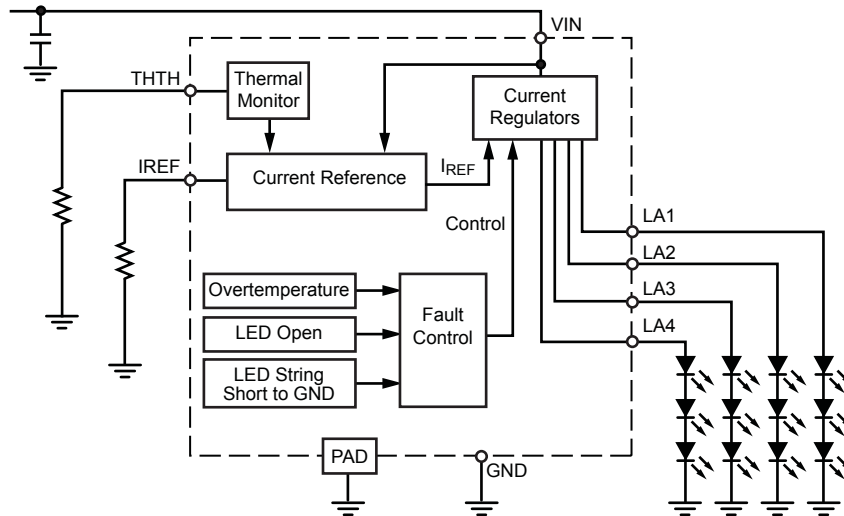 VIN
THTH
Thermal
Monitor
Current
Regulators
IREF
Current Reference
IREF
Control
LA1
LA2
LA3
LA4
Overtemperature
LED Open
LED String
Short to GND
Fault
Control
PAD
GND